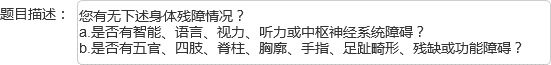 题目描述： 您有无下述身体残障情况？
a.是否有智能、语言、视力、听力或中枢神经系统障碍？
b.是否有五官、四肢、脊柱、胸廓、手指、足趾畸形、残缺或功能障碍？